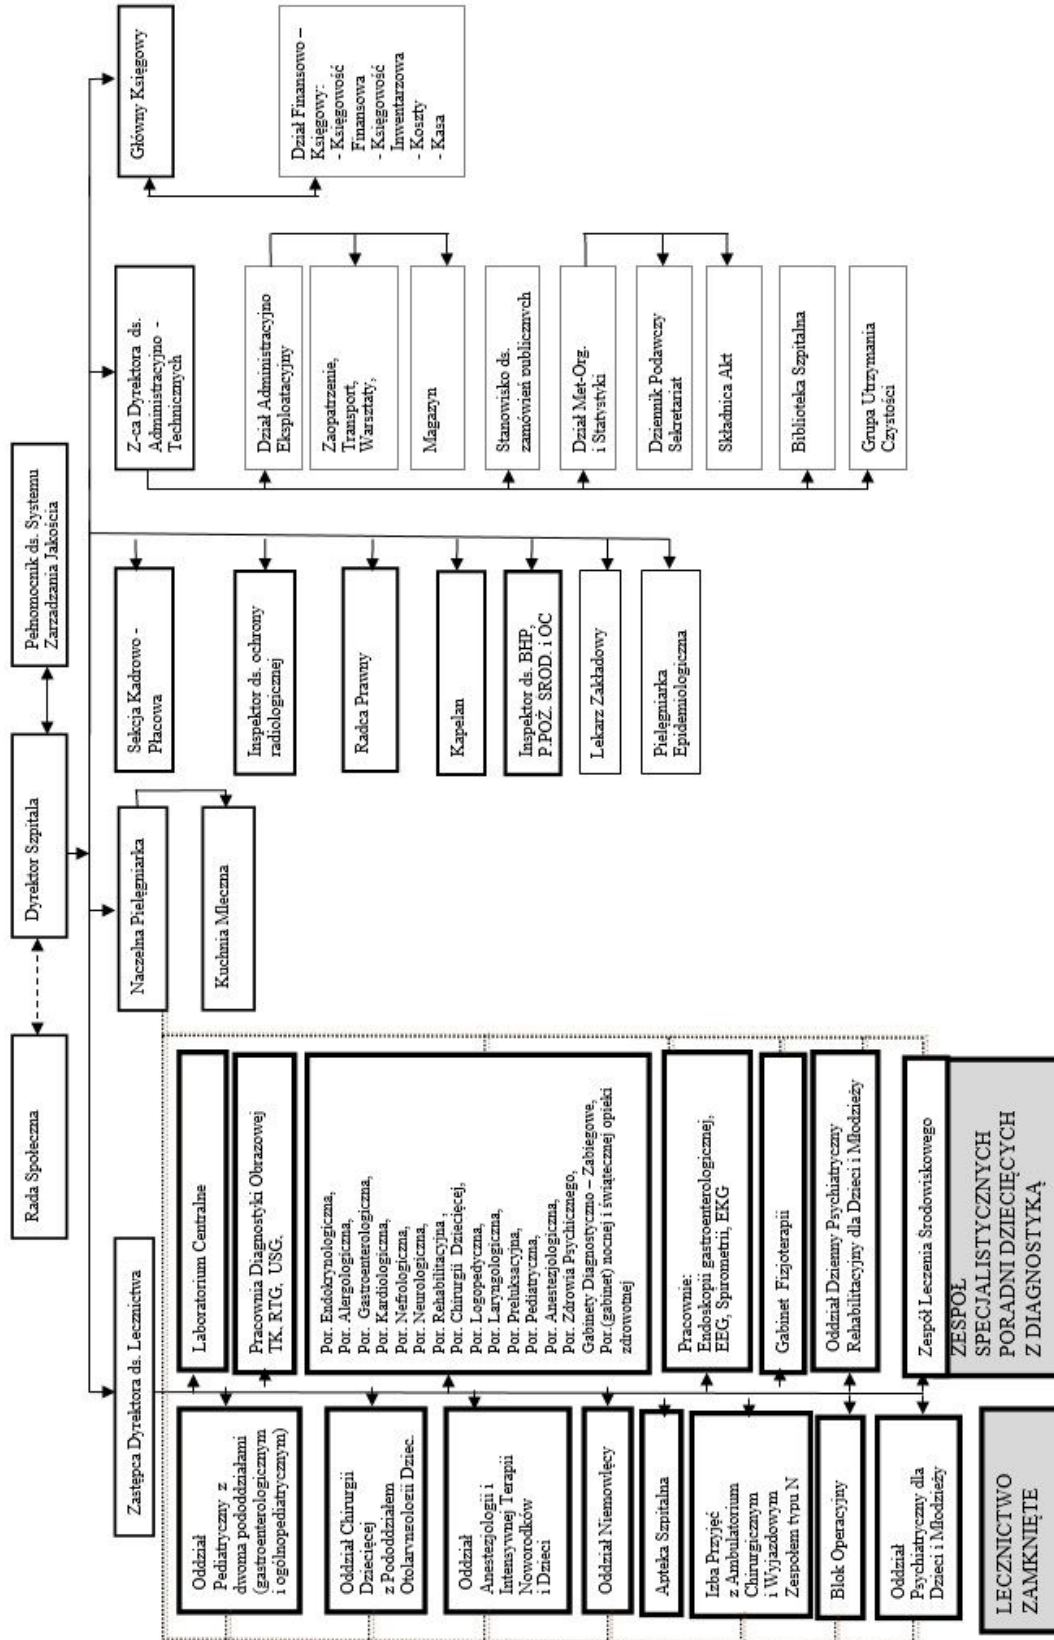 Rada Społeczna
Dyrektor Szpitala
Pełnomocnik ds. Systemu
Zarzadzania Jakościa
Zastępca Dyrektora ds. Lecznictwa
Naczelna Pielęgniarka
Kuchnia Mleczna
Sekcja Kadrowo -
Płacowa
Inspektor ds. ochrony
radiologicznej
Radca Prawny
Kapelan
Inspektor ds. BHP,
P.POŻ. ŚROD. i OC
Lekarz Zakładowy
Pielęgniarka
Epidemiologiczna
Z-ca Dyrektora ds.
Administracyjno -
Technicznych
Dział Administracyjno
Eksploatacyjny
Zaopatrzenie,
Transport,
Warsztaty,
Magazyn
Stanowisko ds.
zamówień publicznych
Dział Met-Org.
i Statystyki
Dziennik Podawczy
Sekretariat
Składnica Akt
Biblioteka Szpitalna
Grupa Utrzymania
Czystości
Główny Księgowy
Dział Finansowo –
Księgowy:
- Księgowość
Finansowa
- Księgowość
Inwentarzowa
- Koszty
- Kasa
Oddział
Pediatryczny z
dwoma pododdziałami
(gastroenterologicznym
i ogólnopediatrycznym)
Oddział Chirurgii
Dziecięcej
z Pododdziałem
Otolaryngologii Dziec.
Oddział
Anestezjologii i
Intensywnej Terapii
Noworodków
i Dzieci
Oddział Niemowlęcy
Apteka Szpitalna
Izba Przyjęć
z Ambulatorium
Chirurgicznym
i Wyjazdowym
Zespołem typu N
Blok Operacyjny
Oddział
Psychiatryczny dla
Dzieci i Młodzieży
LECZNICTWO
ZAMKNIĘTE
Laboratorium Centralne
Pracownia Diagnostyki Obrazowej
TK, RTG, USG,
Por. Endokrynologiczna,
Por. Alergologiczna,
Por. Gastroenterologiczna,
Por. Kardiologiczna,
Por. Nefrologiczna,
Por. Neurologiczna,
Por. Rehabilitacyjna ,
Por. Chirurgii Dziecięcej,
Por. Logopedyczna,
Por. Laryngologiczna,
Por. Preluksacyjna,
Por. Pediatryczna,
Por. Anestezjologiczna,
Por. Zdrowia Psychicznego,
Gabinety Diagnostyczno – Zabiegowe,
Por.(gabinet) nocnej i świątecznej opieki
zdrowotnej
Pracownie:
Endoskopii gastroenterologicznej,
EEG, Spirometrii, EKG
Gabinet Fizjoterapii
Oddział Dzienny Psychiatryczny
Rehabilitacyjny dla Dzieci i Młodzieży
Zespół Leczenia Środowiskowego
ZESPÓŁ
SPECJALISTYCZNYCH
PORADNI DZIECIĘCYCH
Z DIAGNOSTYKĄ